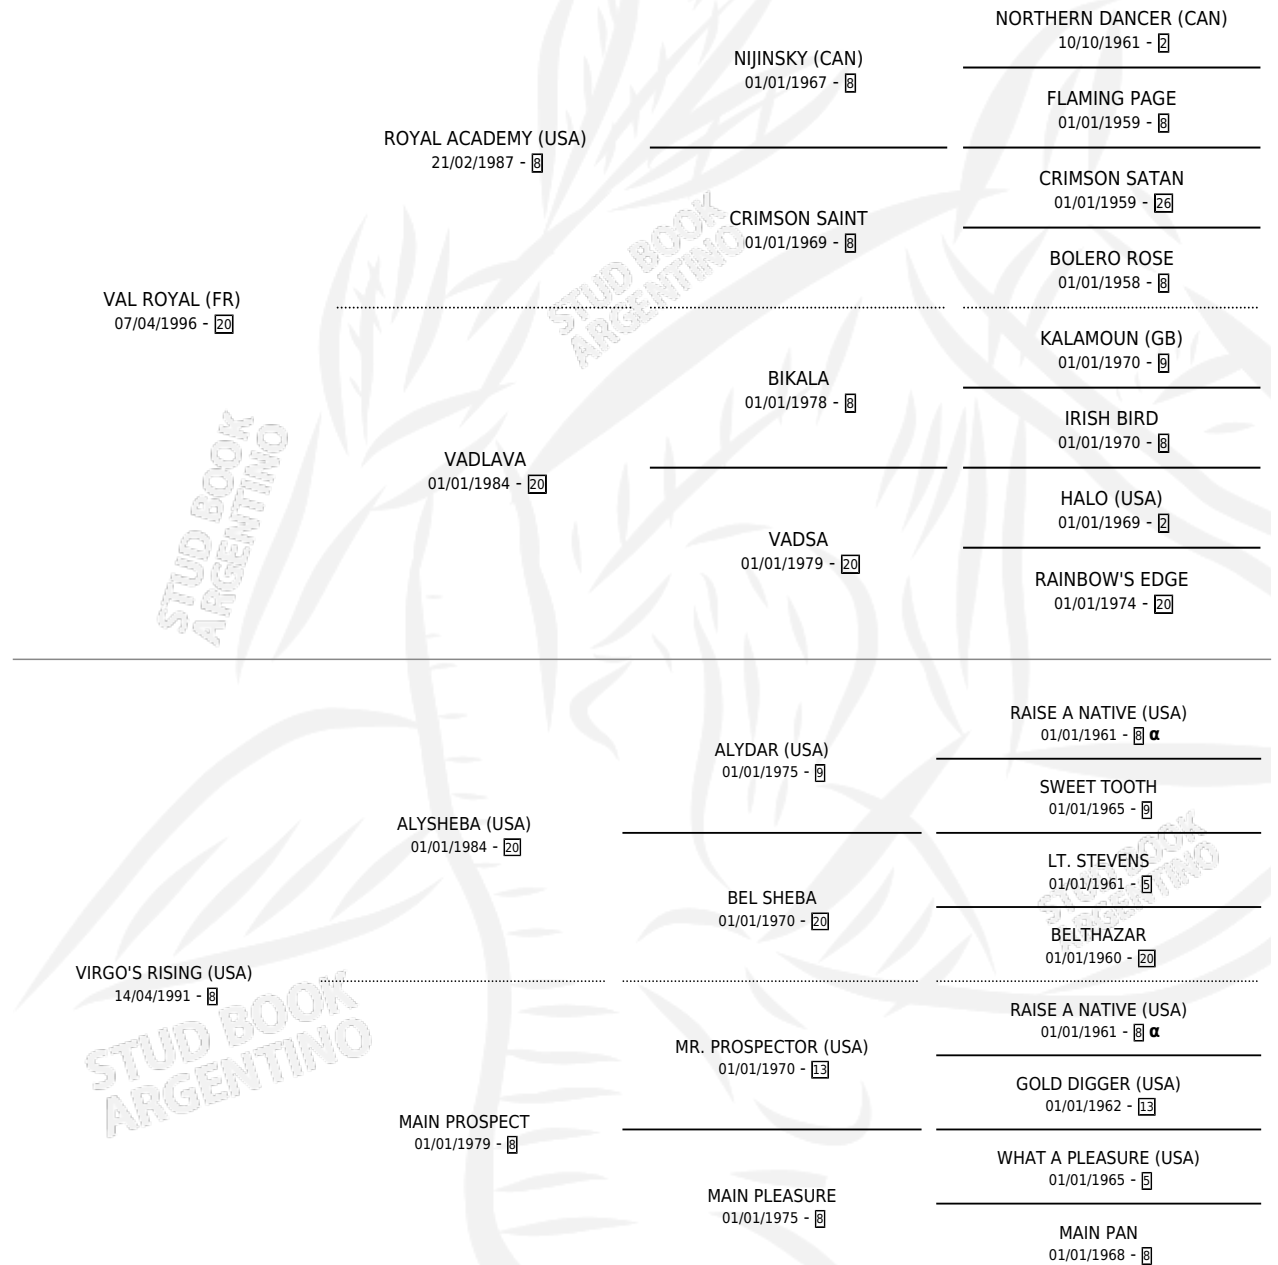 VAL ROYAL (FR)
07/04/1996 - 20
ROYAL ACADEMY (USA)
21/02/1987 - 8
NIJINSKY (CAN)
01/01/1967 - 8
NORTHERN DANCER (CAN)
10/10/1961 - 2
FLAMING PAGE
01/01/1959 - 8
CRIMSON SAINT
01/01/1969 - 8
CRIMSON SATAN
01/01/1959 - 26
BOLERO ROSE
01/01/1958 - 8
VADLAVA
01/01/1984 - 20
BIKALA
01/01/1978 - 8
KALAMOUN (GB)
01/01/1970 - 9
IRISH BIRD
01/01/1970 - 8
VADSA
01/01/1979 - 20
HALO (USA)
01/01/1969 - 2
RAINBOW'S EDGE
01/01/1974 - 20
VIRGO'S RISING (USA)
14/04/1991 - 8
ALYSHEBA (USA)
01/01/1984 - 20
ALYDAR (USA)
01/01/1975 - 9
RAISE A NATIVE (USA)
01/01/1961 - 8 α
SWEET TOOTH
01/01/1965 - 9
BEL SHEBA
01/01/1970 - 20
LT. STEVENS
01/01/1961 - 5
BELTHAZAR
01/01/1960 - 20
MAIN PROSPECT
01/01/1979 - 8
MR. PROSPECTOR (USA)
01/01/1970 - 13
RAISE A NATIVE (USA)
01/01/1961 - 8 α
GOLD DIGGER (USA)
01/01/1962 - 13
MAIN PLEASURE
01/01/1975 - 8
WHAT A PLEASURE (USA)
01/01/1965 - 5
MAIN PAN
01/01/1968 - 8
STUD BOOK
ARGENTINO
STUD BOOK
ARGENTINO
STUD BOOK
ARGENTINO
STUD BOOK
ARGENTINO